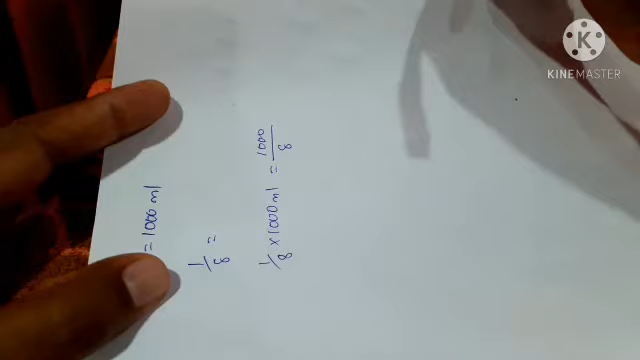 = 1000 ml
1/8 =
1/8 × 1000 ml = 1000/8
KINEMASTER